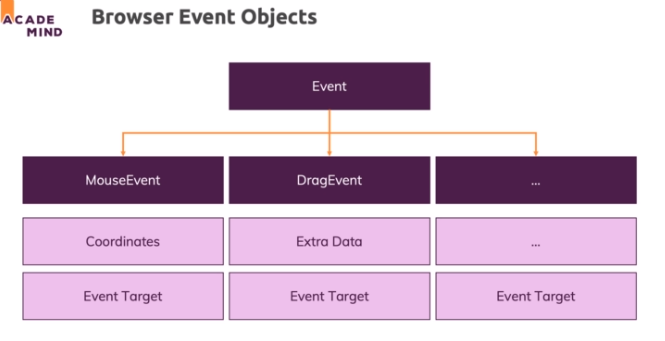 ACADE
MIND
Browser Event Objects
Event
MouseEvent
DragEvent
...
Coordinates
Extra Data
...
Event Target
Event Target
Event Target